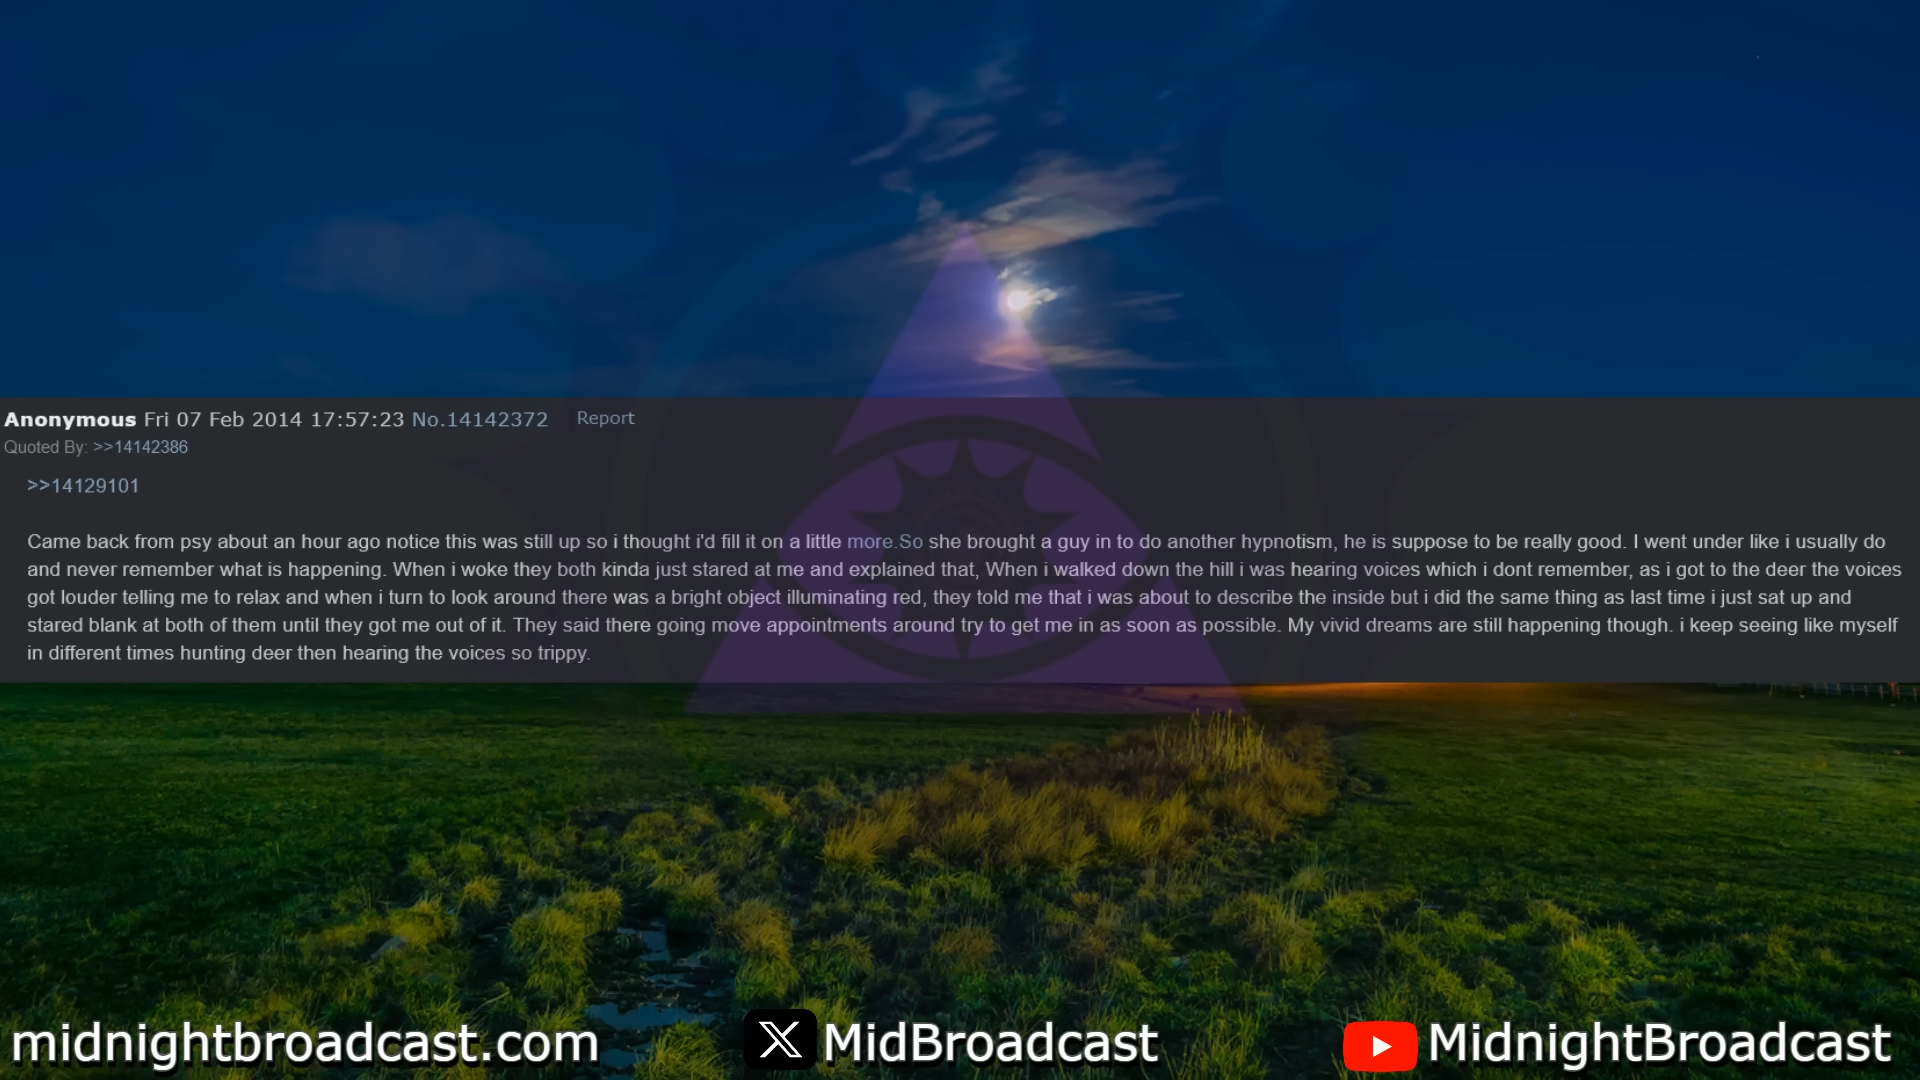 Anonymous Fri 07 Feb 2014 17:57:23 No.14142372 Report
Quoted By: >>14142386
>>14129101
Came back from psy about an hour ago notice this was still up so i thought i'd fill it on a little more.So she brought a guy in to do another hypnotism, he is suppose to be really good. I went under like i usually do
and never remember what is happening. When i woke they both kinda just stared at me and explained that, When i walked down the hill i was hearing voices which i dont remember, as i got to the deer the voices
got louder telling me to relax and when i turn to look around there was a bright object illuminating red, they told me that i was about to describe the inside but i did the same thing as last time i just sat up and
stared blank at both of them until they got me out of it. They said there going move appointments around try to get me in as soon as possible. My vivid dreams are still happening though. i keep seeing like myself
in different times hunting deer then hearing the voices so trippy.
midnightbroadcast.com MidBroadcast MidnightBroadcast